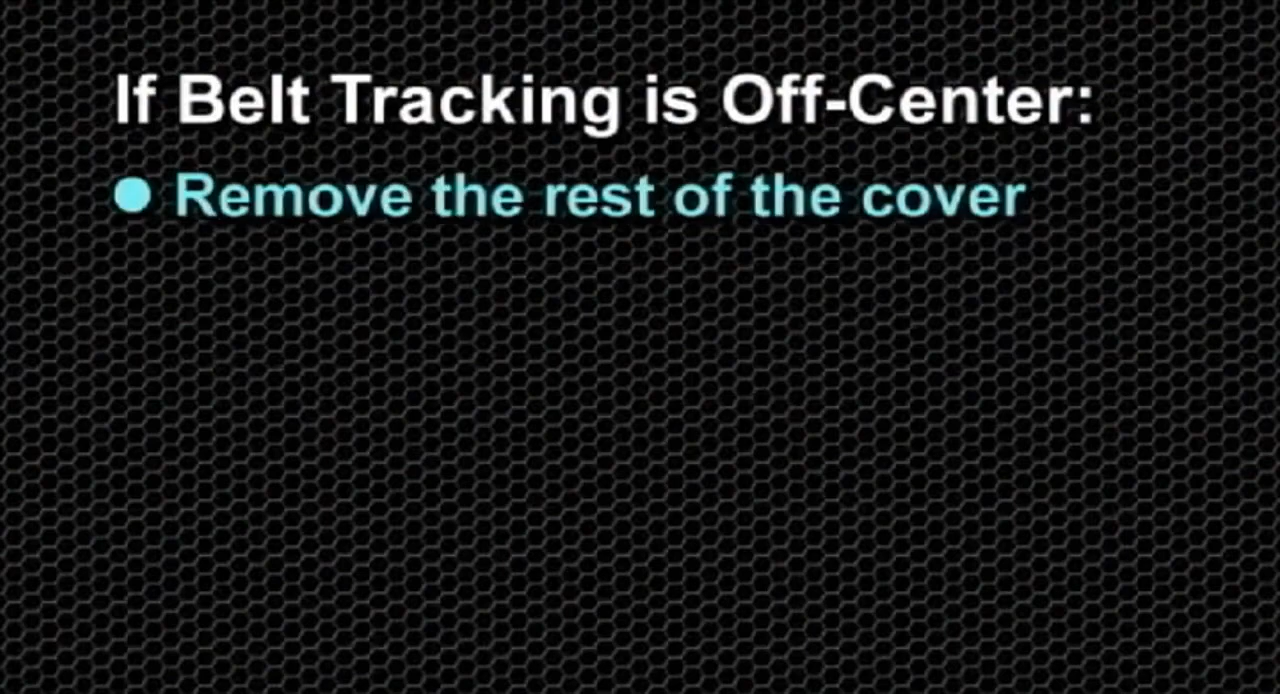 If Belt Tracking is Off-Center:
● Remove the rest of the cover